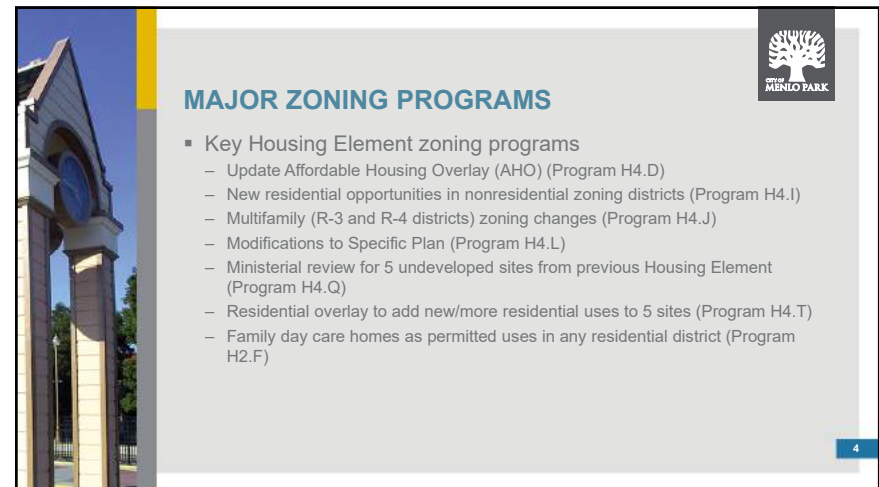 CITY OF
MENLO PARK
MAJOR ZONING PROGRAMS
▪ Key Housing Element zoning programs
– Update Affordable Housing Overlay (AHO) (Program H4.D)
– New residential opportunities in nonresidential zoning districts (Program H4.I)
– Multifamily (R-3 and R-4 districts) zoning changes (Program H4.J)
– Modifications to Specific Plan (Program H4.L)
– Ministerial review for 5 undeveloped sites from previous Housing Element
(Program H4.Q)
– Residential overlay to add new/more residential uses to 5 sites (Program H4.T)
– Family day care homes as permitted uses in any residential district (Program
H2.F)
4